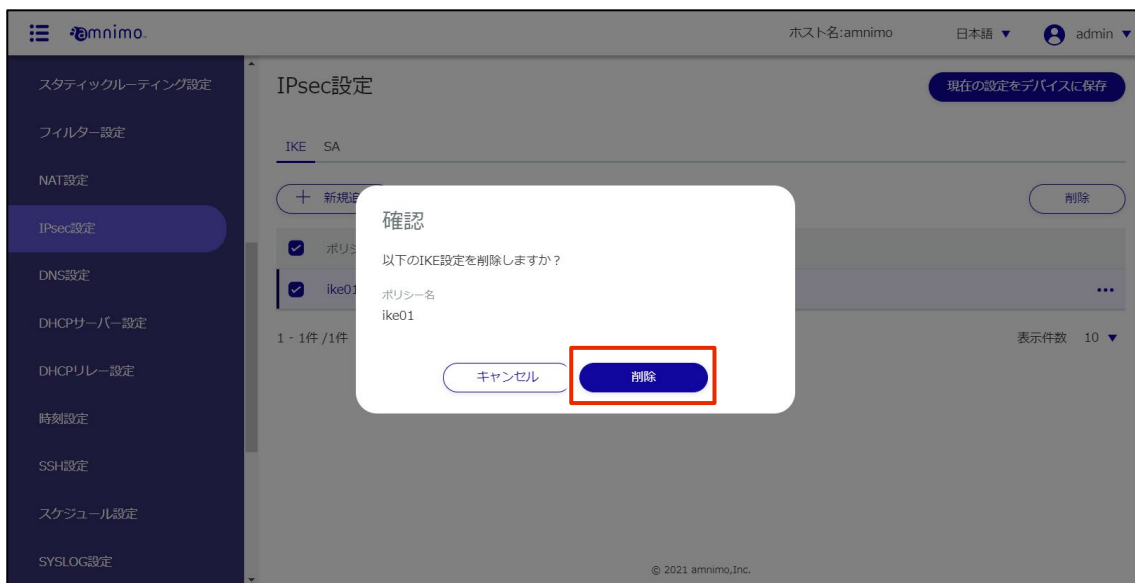 amnimo
ホスト名:amnimo
日本語 ▼
admin ▼
スタティックルーティング設定
フィルター設定
NAT設定
IPsec設定
DNS設定
DHCPサーバー設定
DHCPリレー設定
時刻設定
SSH設定
スケジュール設定
SYSLOG設定
IPsec設定
現在の設定をデバイスに保存
IKE SA
+ 新規追
削除
ポリシ
ike01
1 - 1件 /1件
表示件数 10 ▼
確認
以下のIKE設定を削除しますか？
ポリシー名
ike01
キャンセル
削除
© 2021 amnimo,Inc.